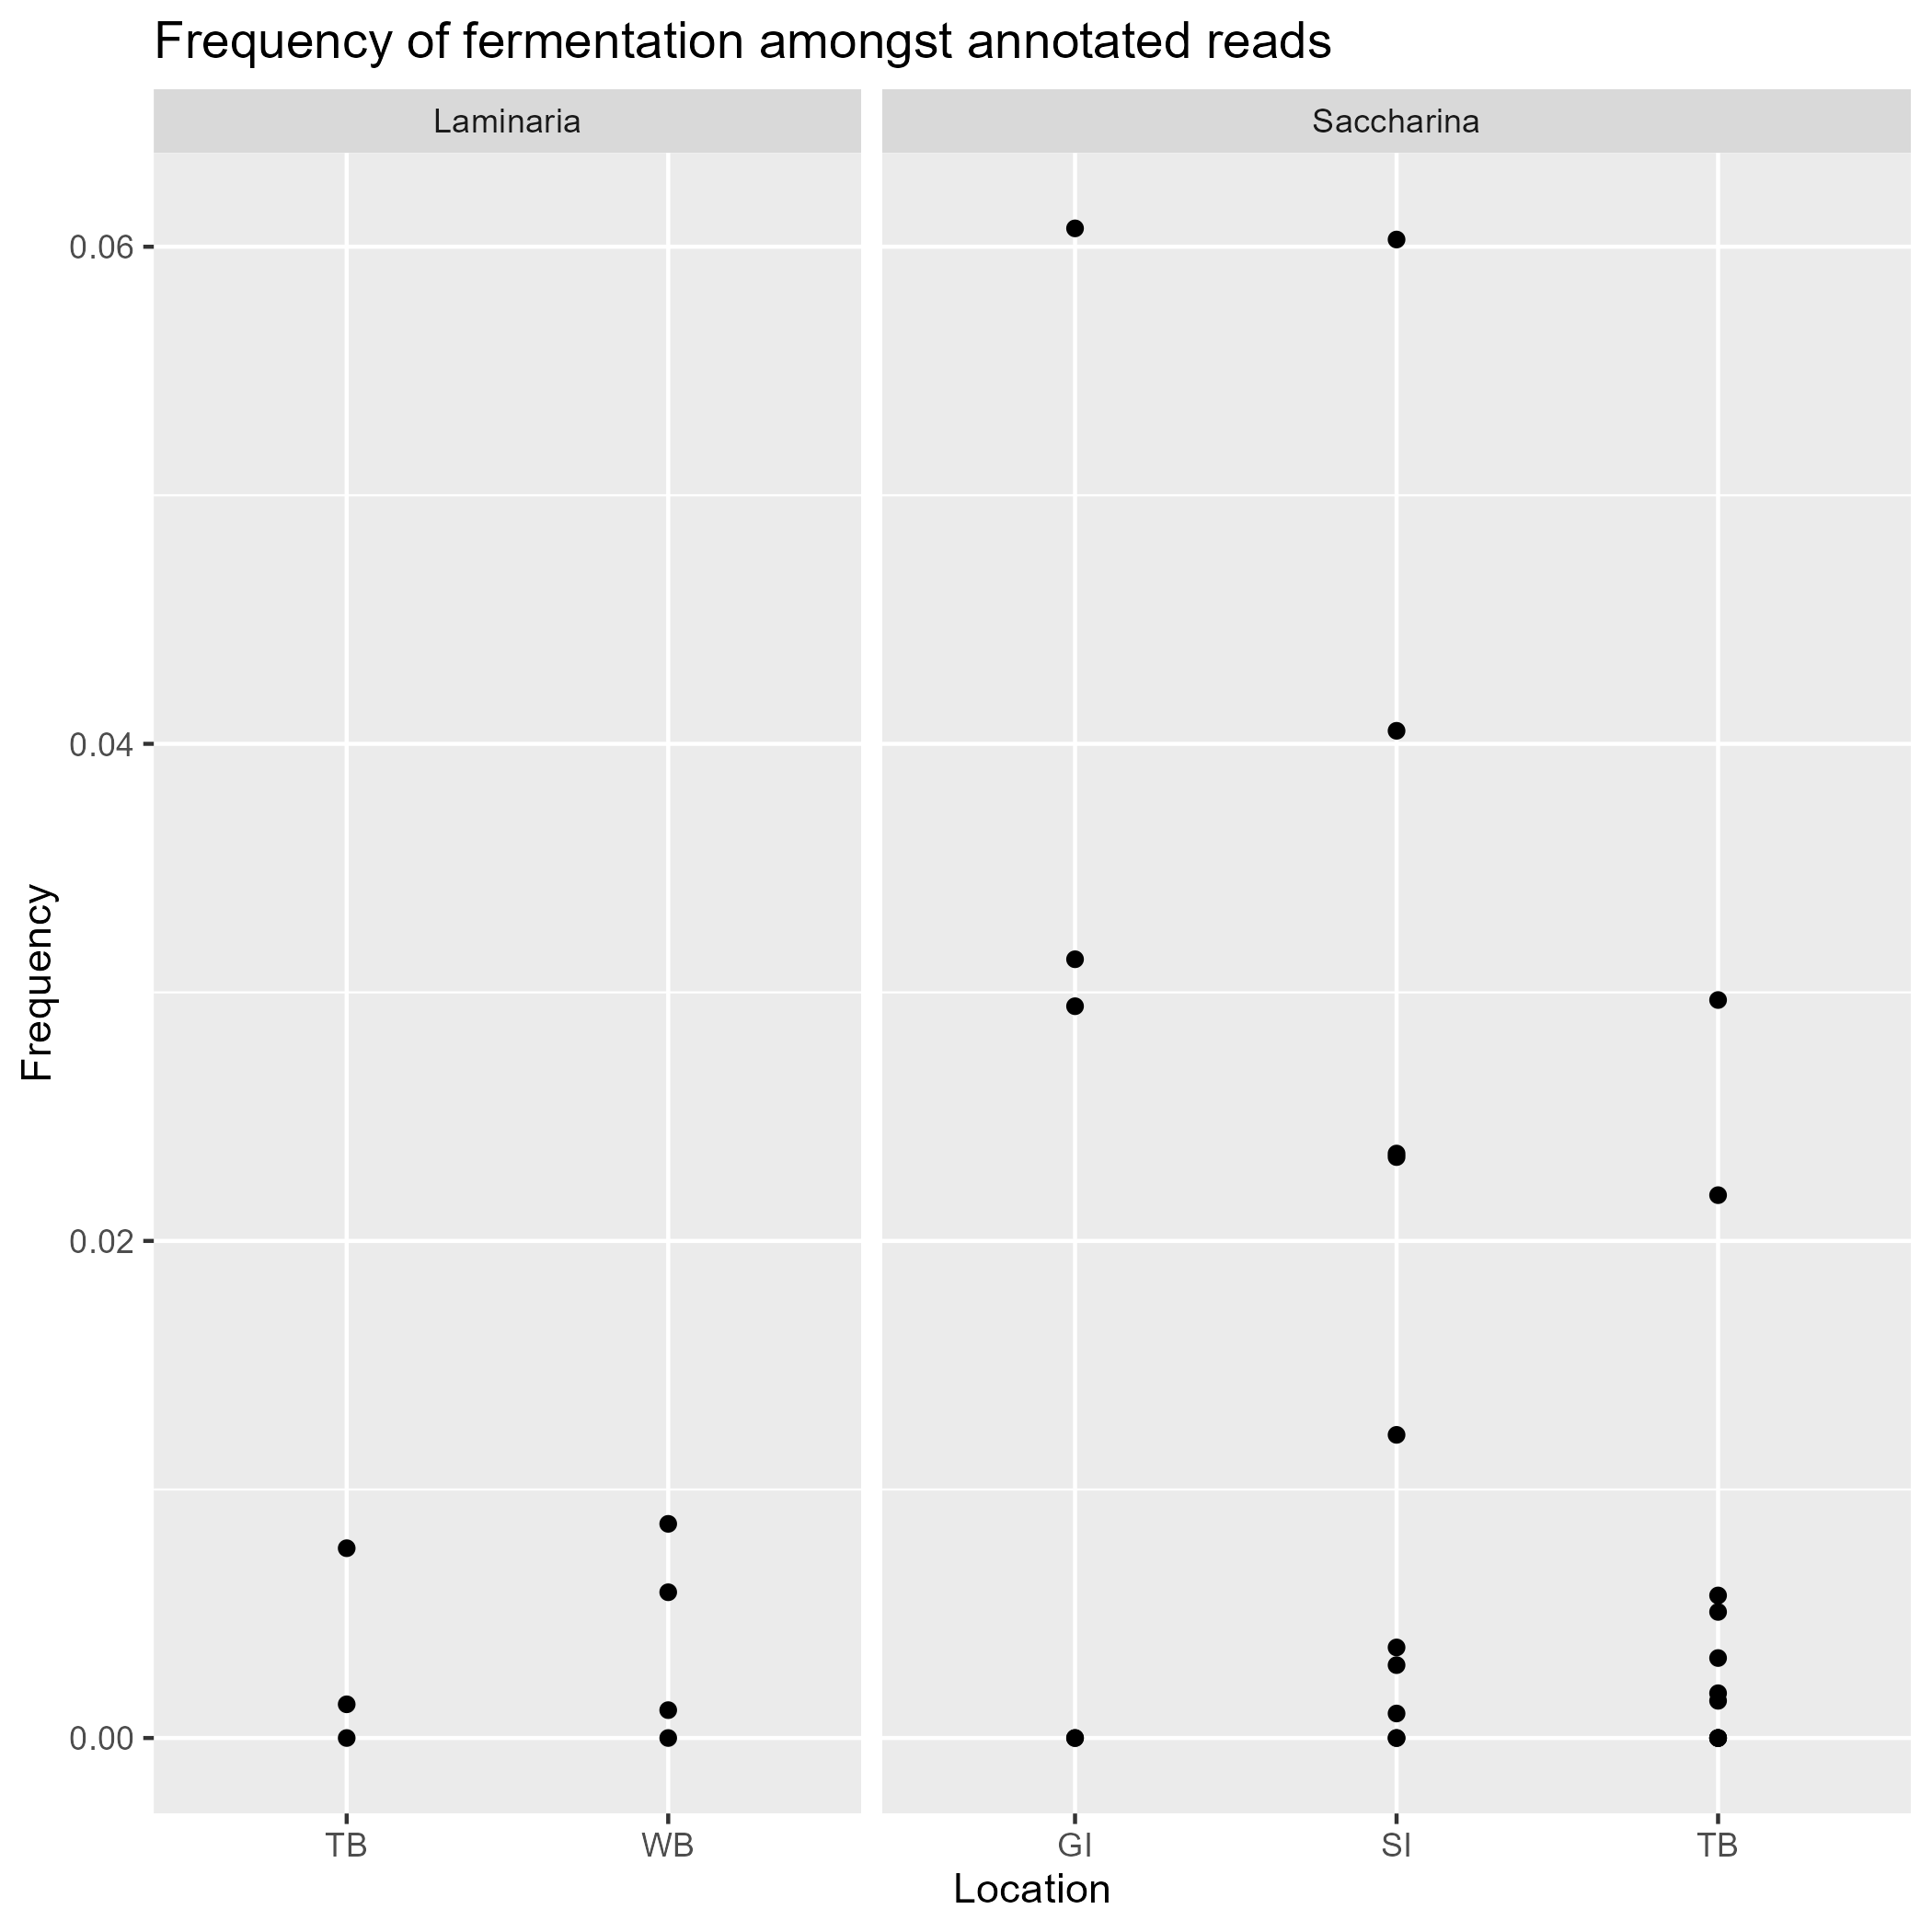 Frequency of fermentation amongst annotated reads
Laminaria
Saccharina
Frequency
0.06
0.04
0.02
0.00
TB
WB
GI
SI
TB
Location